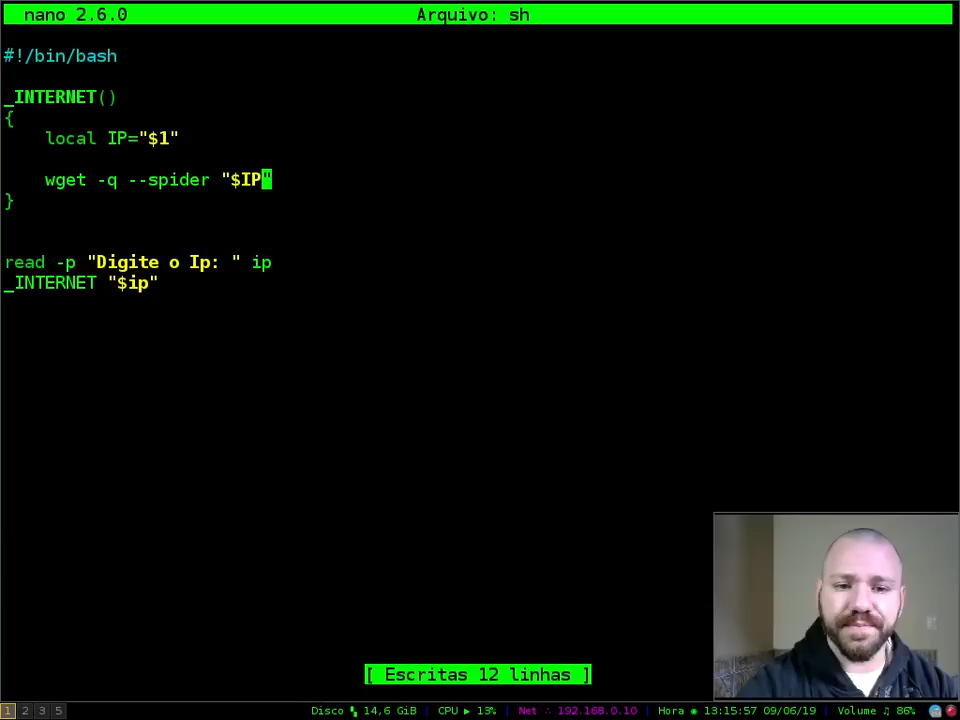 nano 2.6.0 Arquivo: sh
#!/bin/bash
_INTERNET()
{
local IP="$1"
wget -q --spider "$IP"
}
read -p "Digite o Ip: " ip
_INTERNET "$ip"
[ Escritas 12 linhas ]
1 2 3 5 Disco 14,6 GiB | CPU ▶ 13% | Net ∴ 192.168.0.10 | Hora ◉ 13:15:57 09/06/19 | Volume ♫ 86%